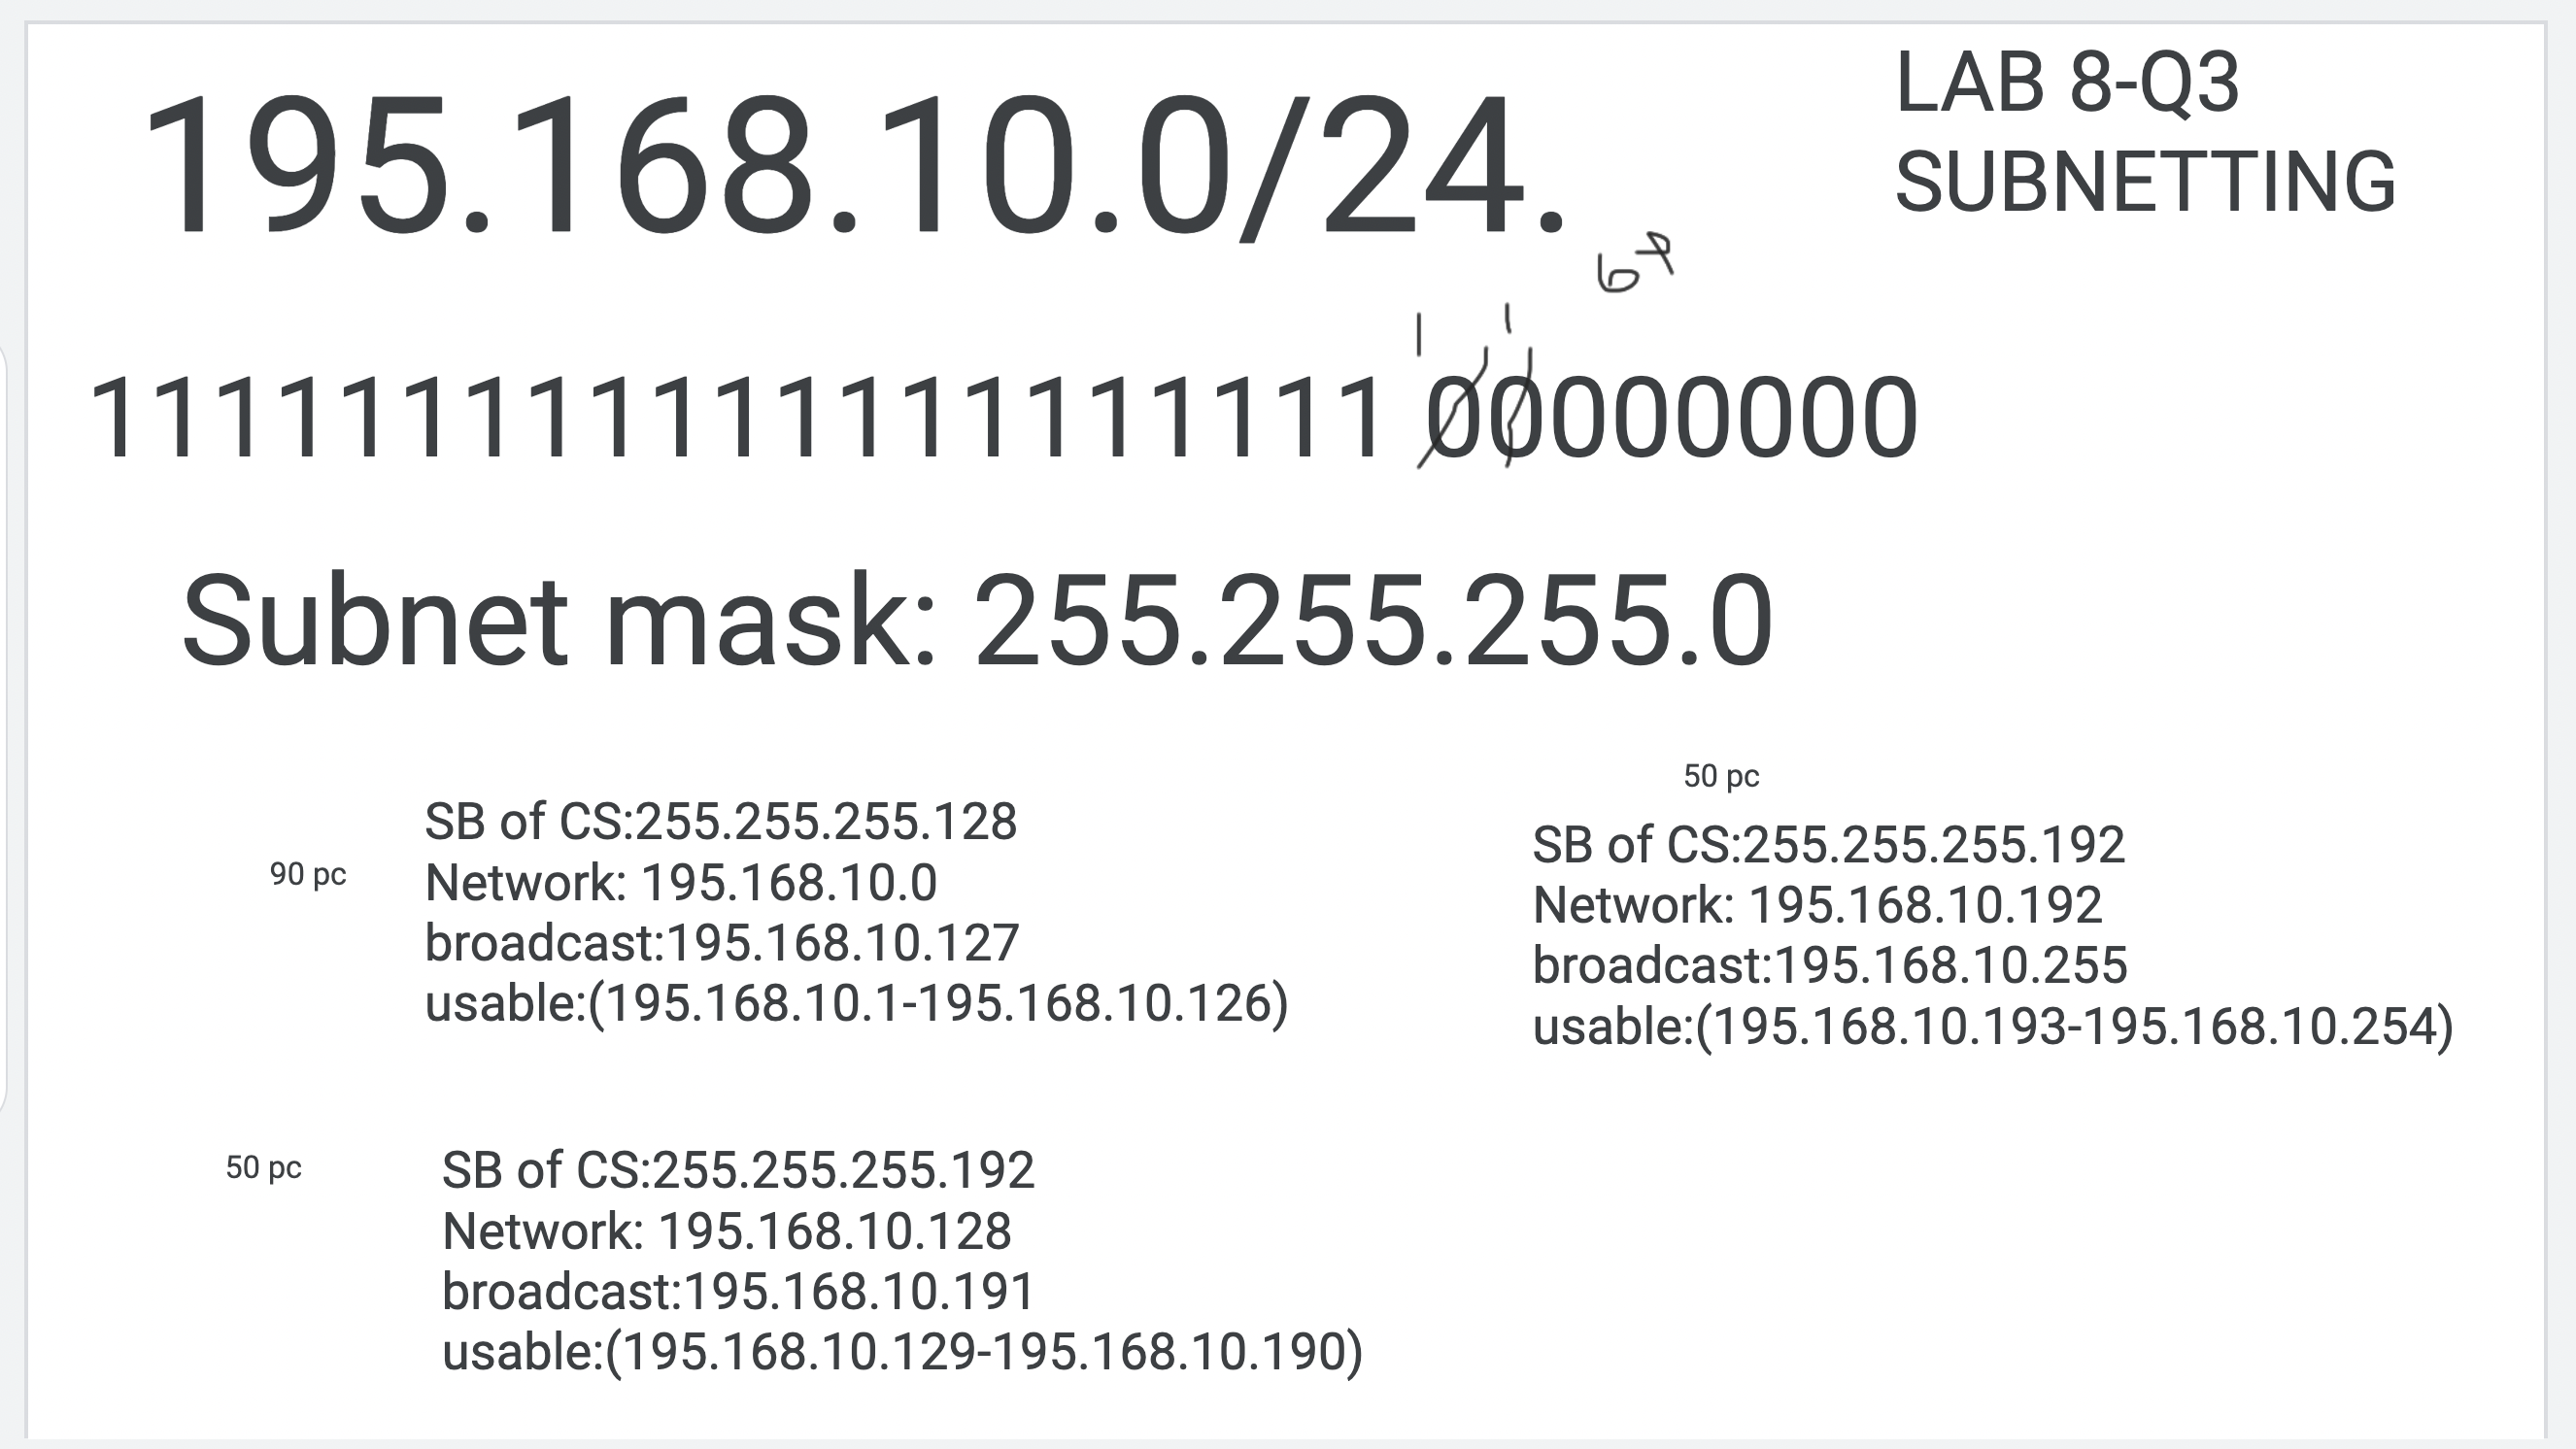 195.168.10.0/24.
LAB 8-Q3
SUBNETTING
1 1
111111111111111111111 00000000
Subnet mask: 255.255.255.0
90 pc
SB of CS:255.255.255.128
Network: 195.168.10.0
broadcast:195.168.10.127
usable:(195.168.10.1-195.168.10.126)
50 pc
SB of CS:255.255.255.192
Network: 195.168.10.192
broadcast:195.168.10.255
usable:(195.168.10.193-195.168.10.254)
50 pc
SB of CS:255.255.255.192
Network: 195.168.10.128
broadcast:195.168.10.191
usable:(195.168.10.129-195.168.10.190)